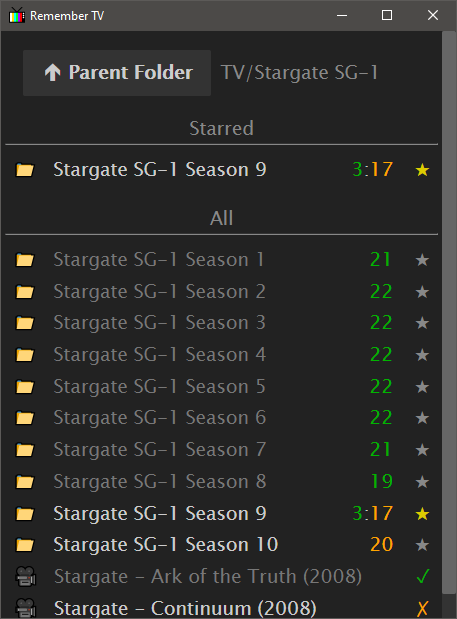 Remember TV
Parent Folder TV/Stargate SG-1
Starred
Stargate SG-1 Season 9 3:17
All
Stargate SG-1 Season 1 21
Stargate SG-1 Season 2 22
Stargate SG-1 Season 3 22
Stargate SG-1 Season 4 22
Stargate SG-1 Season 5 22
Stargate SG-1 Season 6 22
Stargate SG-1 Season 7 21
Stargate SG-1 Season 8 19
Stargate SG-1 Season 9 3:17
Stargate SG-1 Season 10 20
Stargate - Ark of the Truth (2008) ✓
Stargate - Continuum (2008) ✗